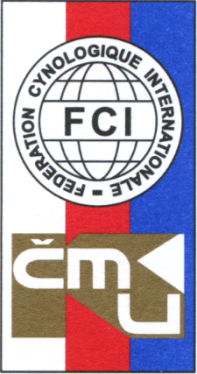 FEDERATION CYNOLOGIQUE INTERNATIONALE
FCI
ČMKU